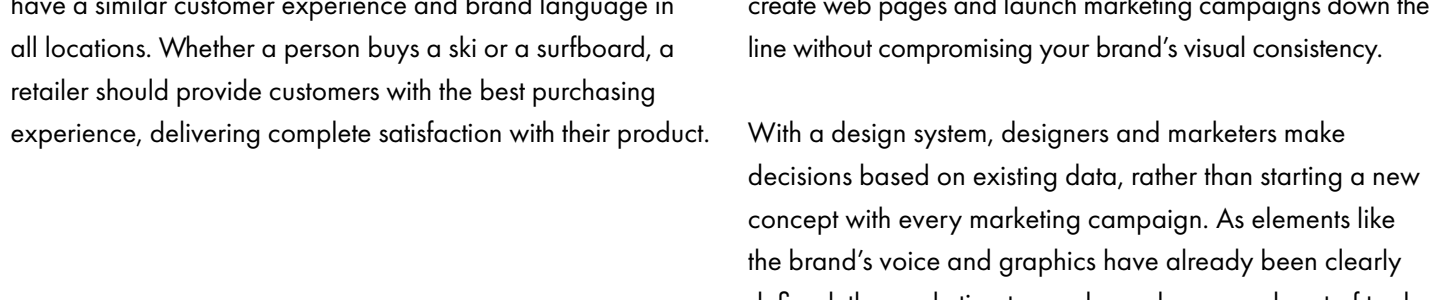 have a similar customer experience and brand language in
all locations. Whether a person buys a ski or a surfboard, a
retailer should provide customers with the best purchasing
experience, delivering complete satisfaction with their product.
create web pages and launch marketing campaigns down the
line without compromising your brand’s visual consistency.
With a design system, designers and marketers make
decisions based on existing data, rather than starting a new
concept with every marketing campaign. As elements like
the brand’s voice and graphics have already been clearly